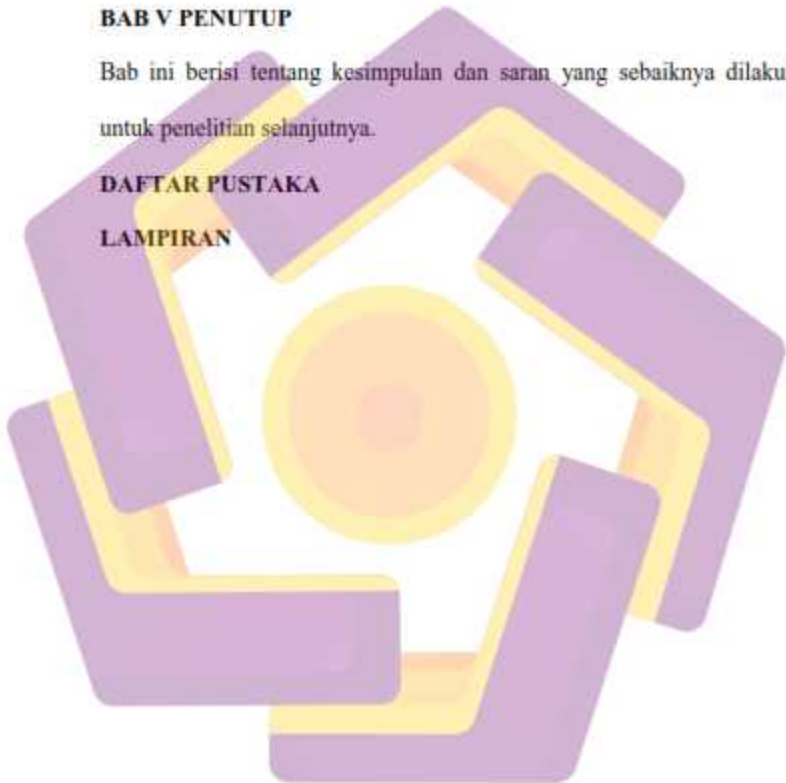 BAB V PENUTUP
Bab ini berisi tentang kesimpulan dan saran yang sebaiknya dilaku
untuk penelitian selanjutnya.
DAFTAR PUSTAKA
LAMPIRAN